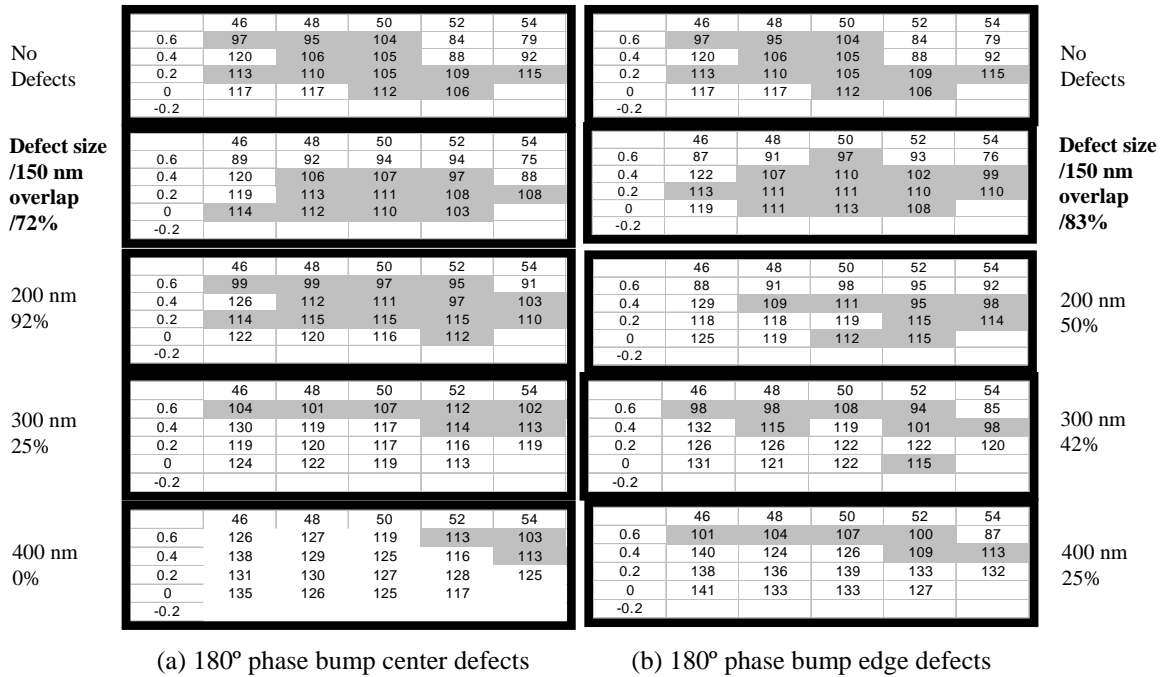 No
Defects
46 48 50 52 54
0.6 97 95 104 84 79
0.4 120 106 105 88 92
0.2 113 110 105 109 115
0 117 117 112 106
-0.2
Defect size
/150 nm
overlap
/72%
46 48 50 52 54
0.6 89 92 94 94 75
0.4 120 106 107 97 88
0.2 119 113 111 108 108
0 114 112 110 103
-0.2
200 nm
92%
46 48 50 52 54
0.6 99 99 97 95 91
0.4 126 112 111 97 103
0.2 114 115 115 115 110
0 122 120 116 112
-0.2
300 nm
25%
46 48 50 52 54
0.6 104 101 107 112 102
0.4 130 119 117 114 113
0.2 119 120 117 116 119
0 124 122 119 113
-0.2
400 nm
0%
46 48 50 52 54
0.6 126 127 119 113 103
0.4 138 129 125 116 113
0.2 131 130 127 128 125
0 135 126 125 117
-0.2
(a) 180º phase bump center defects
46 48 50 52 54
0.6 97 95 104 84 79
0.4 120 106 105 88 92
0.2 113 110 105 109 115
0 117 117 112 106
-0.2
No
Defects
46 48 50 52 54
0.6 87 91 97 93 76
0.4 122 107 110 102 99
0.2 113 111 111 110 110
0 119 111 113 108
-0.2
Defect size
/150 nm
overlap
/83%
46 48 50 52 54
0.6 88 91 98 95 92
0.4 129 109 111 95 98
0.2 118 118 119 115 114
0 125 119 112 115
-0.2
200 nm
50%
46 48 50 52 54
0.6 98 98 108 94 85
0.4 132 115 119 101 98
0.2 126 126 122 122 120
0 131 121 122 115
-0.2
300 nm
42%
46 48 50 52 54
0.6 101 104 107 100 87
0.4 140 124 126 109 113
0.2 138 136 139 133 132
0 141 133 133 127
-0.2
400 nm
25%
(b) 180º phase bump edge defects